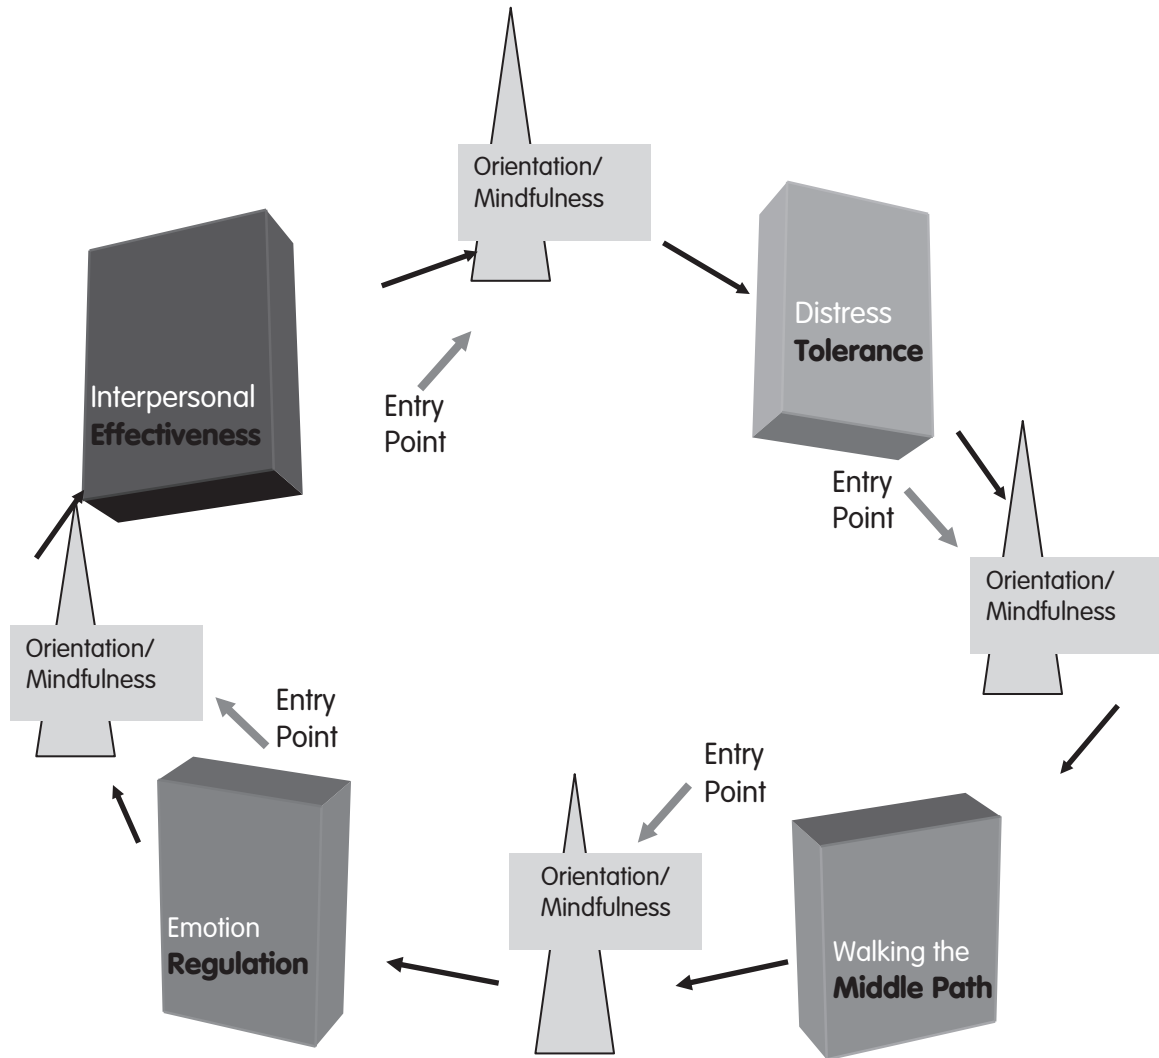 Orientation/
Mindfulness
Distress
Tolerance
Interpersonal
Effectiveness
Entry
Point
Entry
Point
Orientation/
Mindfulness
Orientation/
Mindfulness
Entry
Point
Entry
Point
Orientation/
Mindfulness
Emotion
Regulation
Walking the
Middle Path